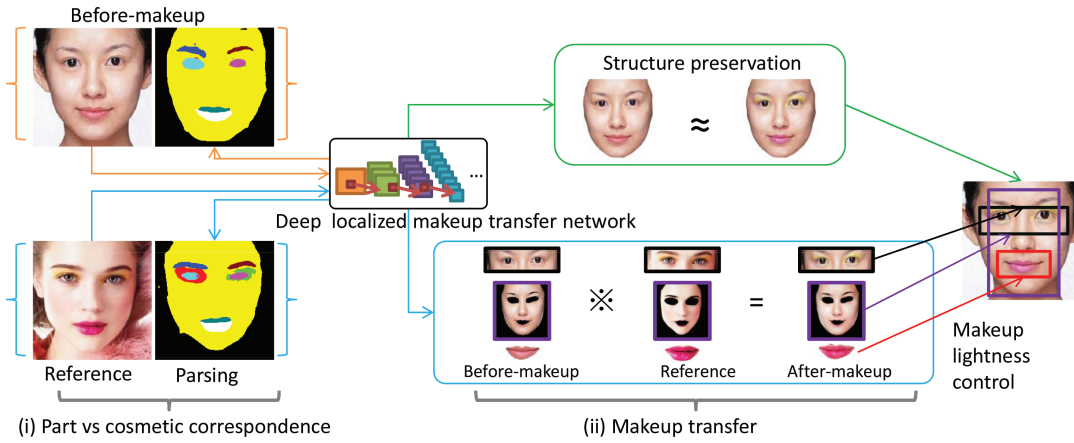 Before-makeup
Structure preservation
≈
...
Deep localized makeup transfer network
※
=
Before-makeup
Reference
After-makeup
Reference
Parsing
Makeup
lightness
control
(i) Part vs cosmetic correspondence
(ii) Makeup transfer